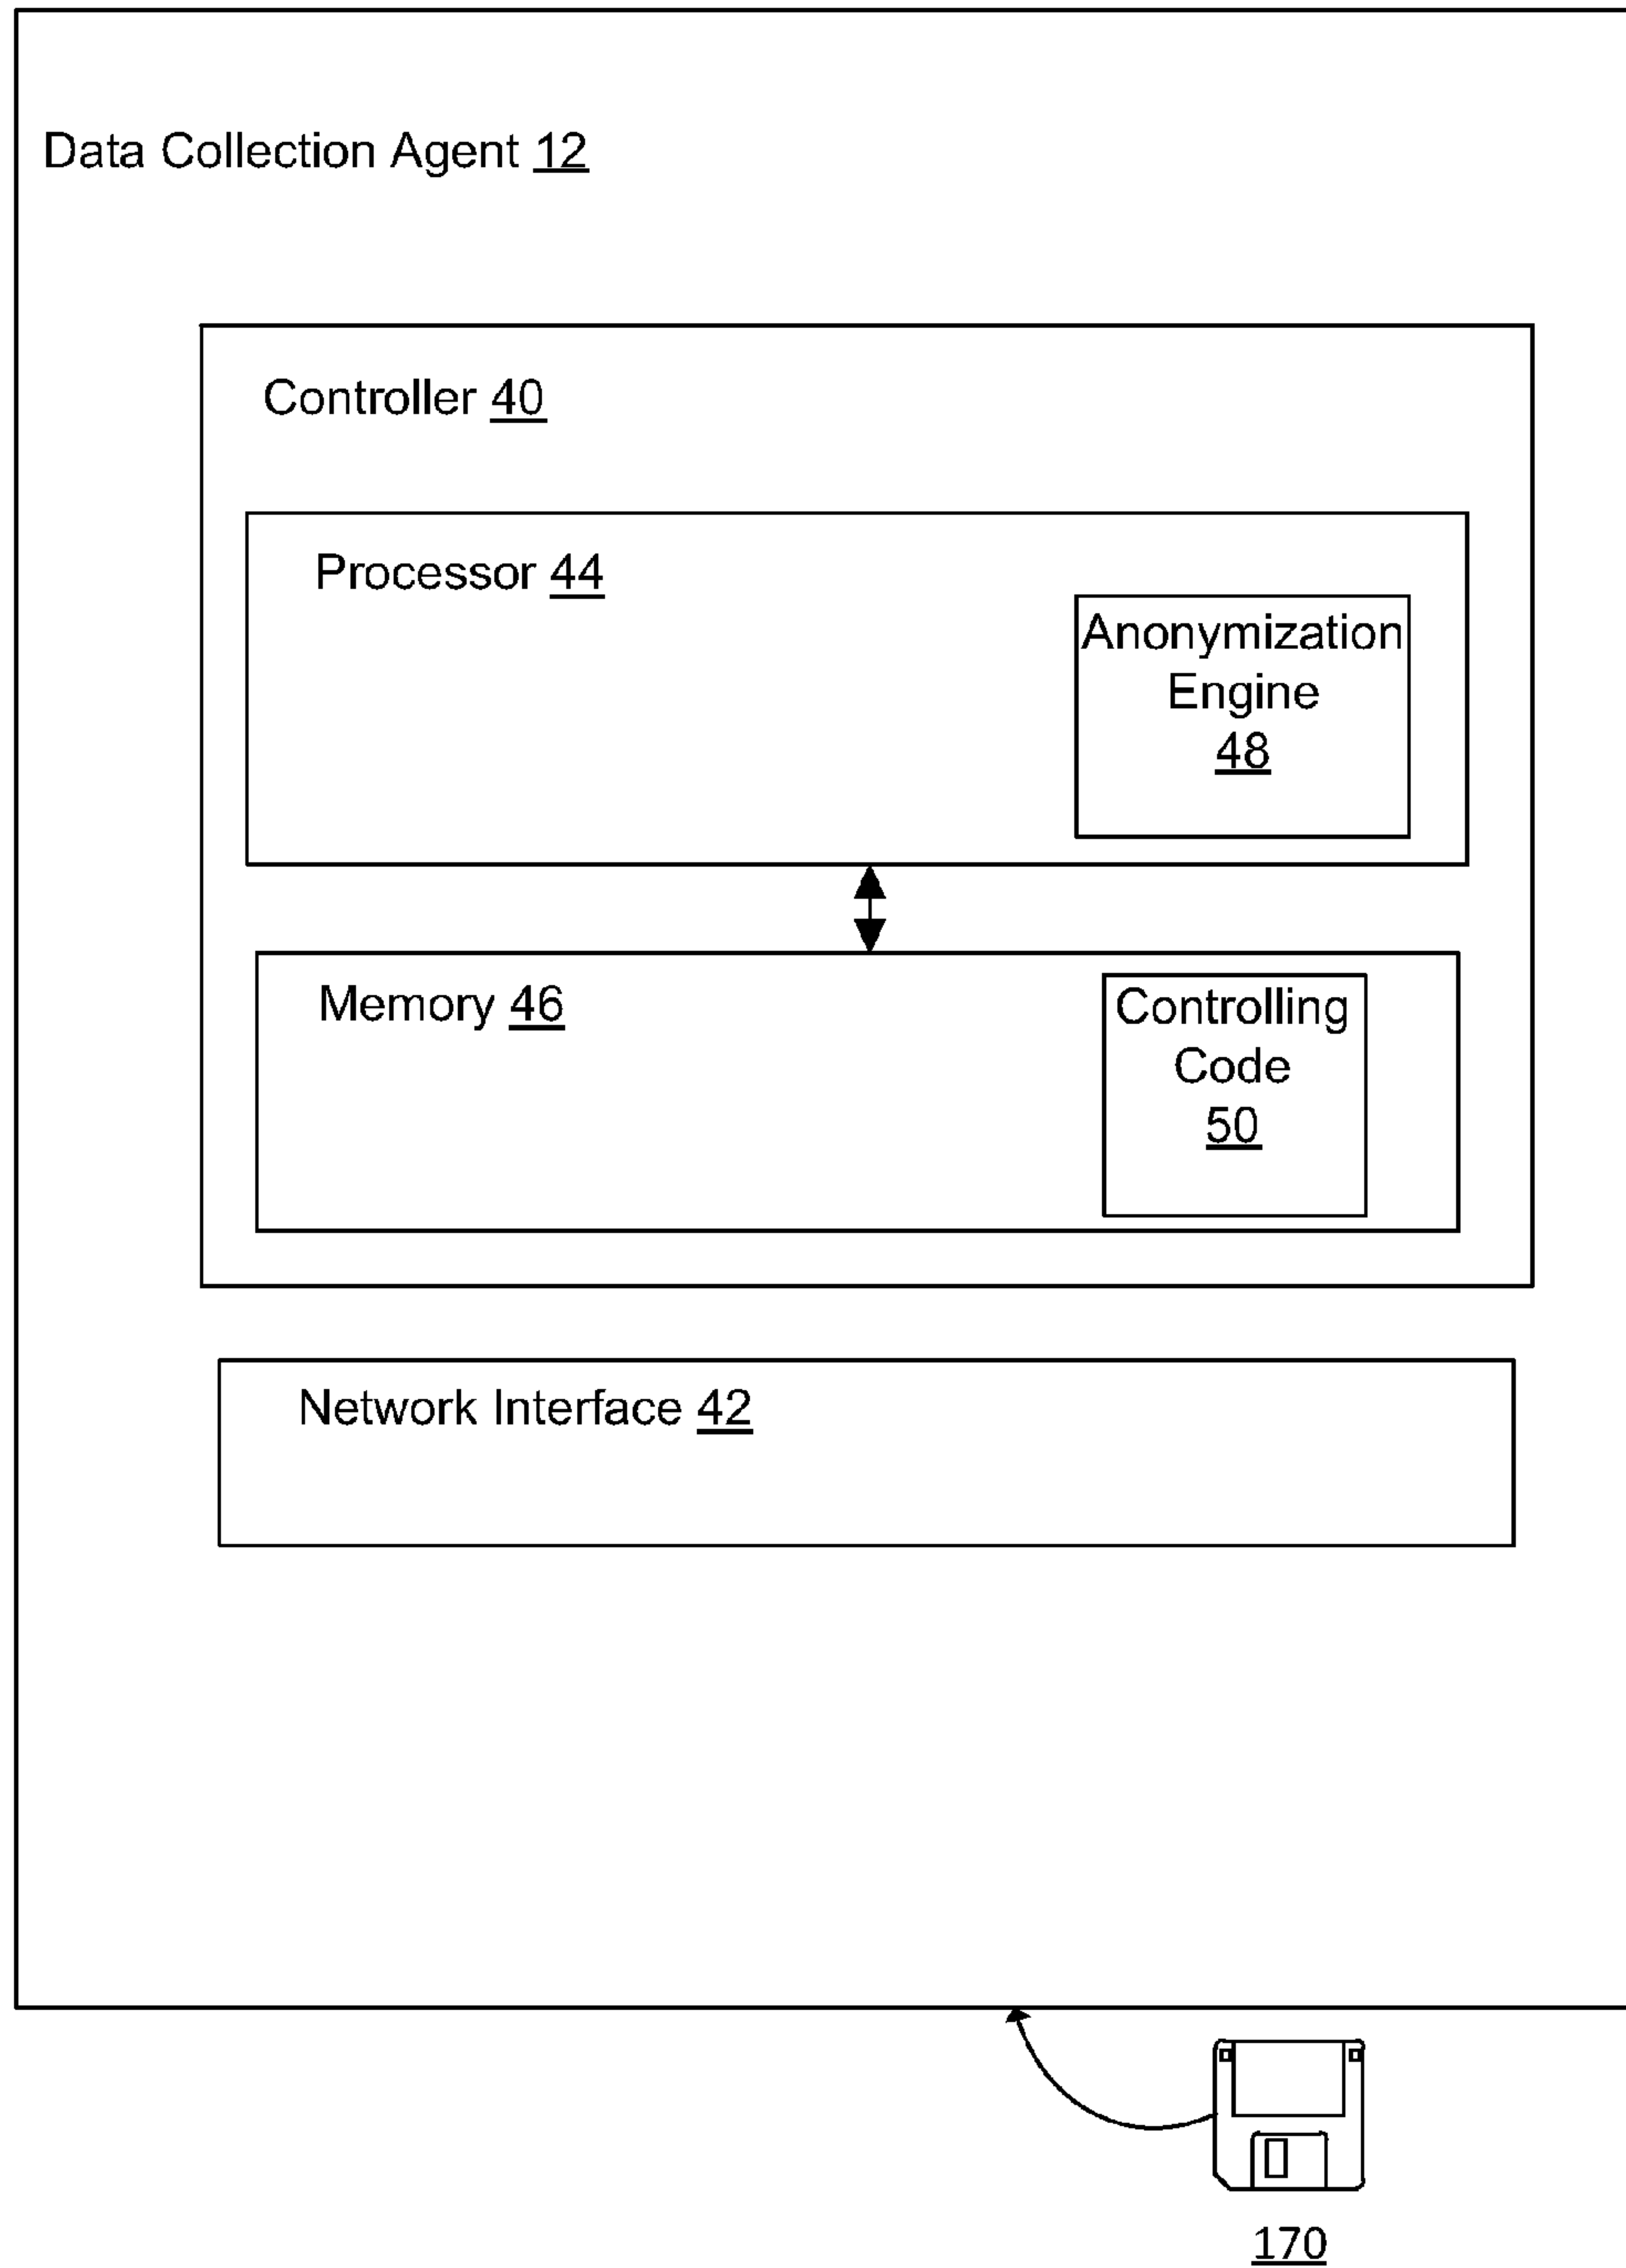 Data Collection Agent 12
Controller 40
Processor 44
Anonymization
Engine
48
Memory 46
Controlling
Code
50
Network Interface 42
170